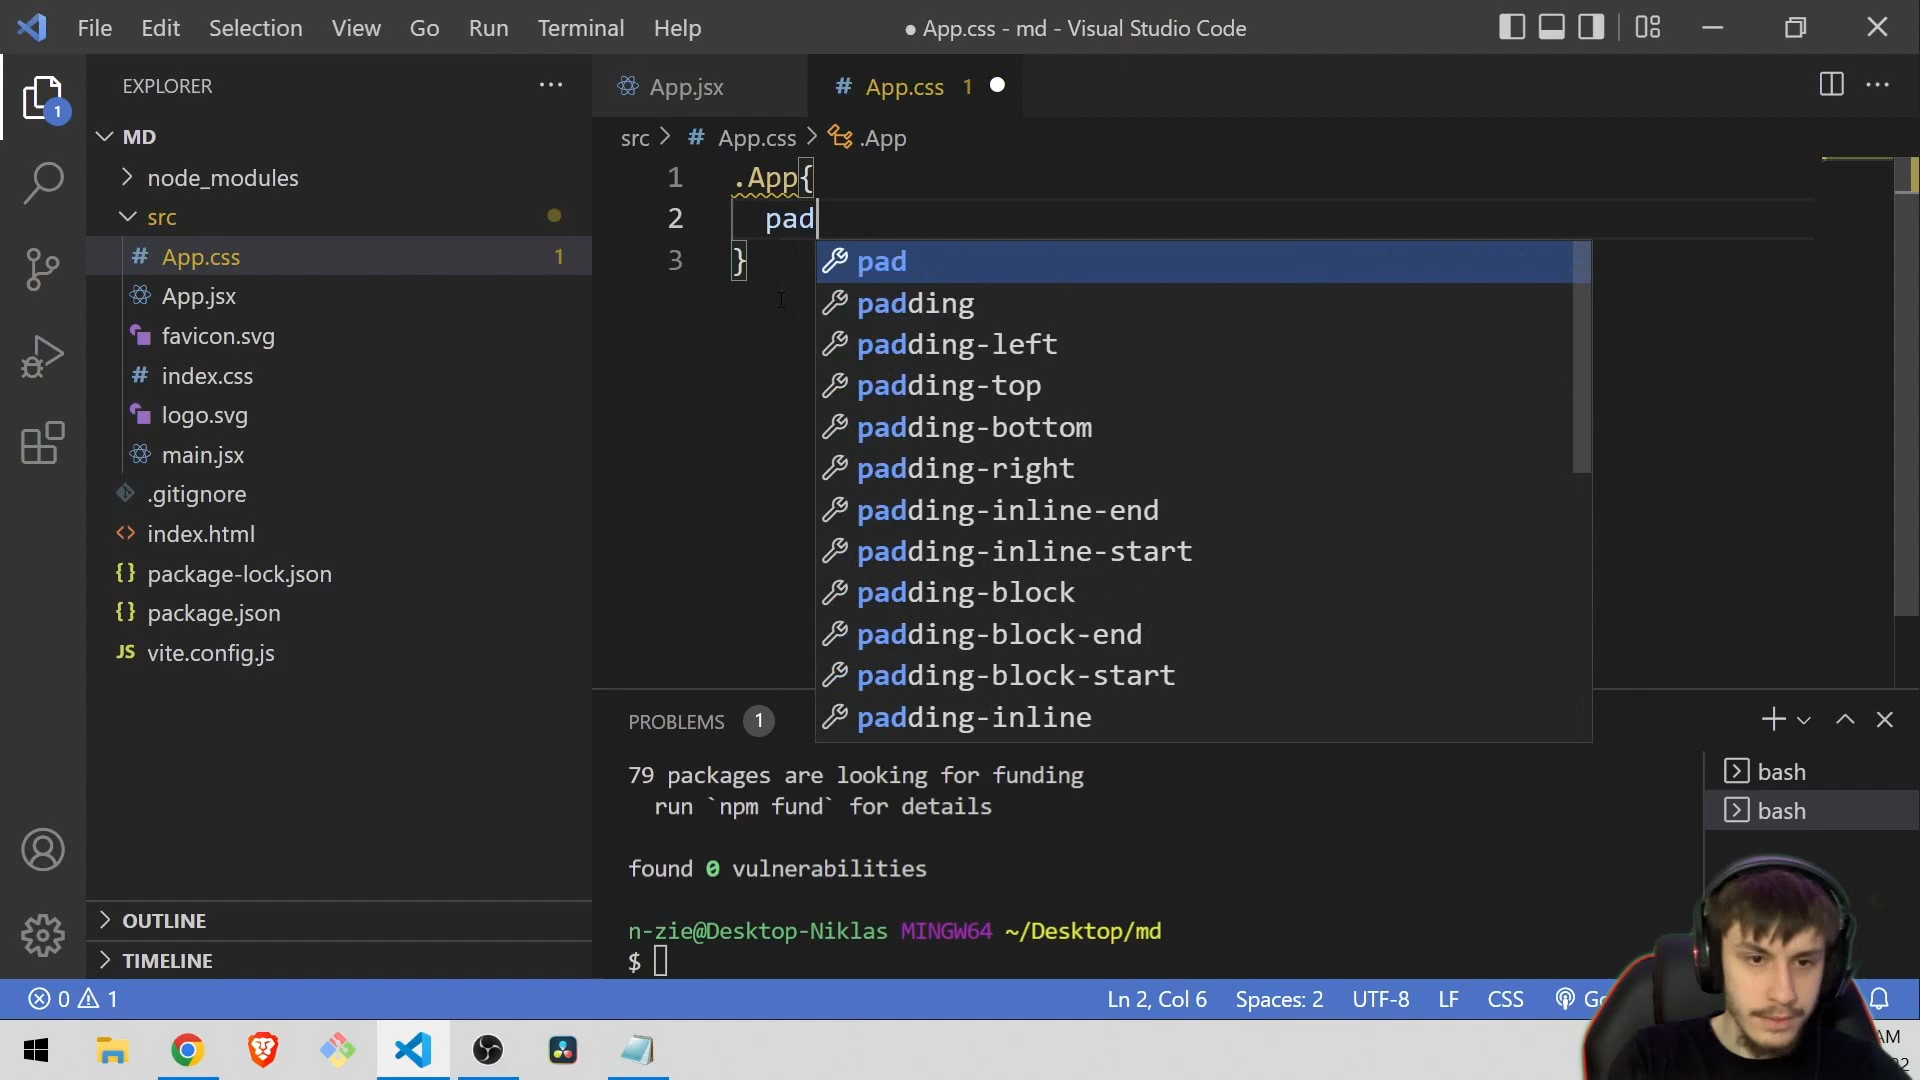 File Edit Selection View Go Run Terminal Help ● App.css - md - Visual Studio Code
EXPLORER
MD
node_modules
src
# App.css 1
App.jsx
favicon.svg
# index.css
logo.svg
main.jsx
.gitignore
<> index.html
{} package-lock.json
{} package.json
JS vite.config.js
OUTLINE
TIMELINE
1
App.jsx # App.css 1
src > # App.css > .App
1 .App{
2 pad
3 }
pad
padding
padding-left
padding-top
padding-bottom
padding-right
padding-inline-end
padding-inline-start
padding-block
padding-block-end
padding-block-start
padding-inline
PROBLEMS 1
79 packages are looking for funding
run `npm fund` for details
found 0 vulnerabilities
n-zie@Desktop-Niklas MINGW64 ~/Desktop/md
$
bash
bash
0 1 Ln 2, Col 6 Spaces: 2 UTF-8 LF CSS
AM